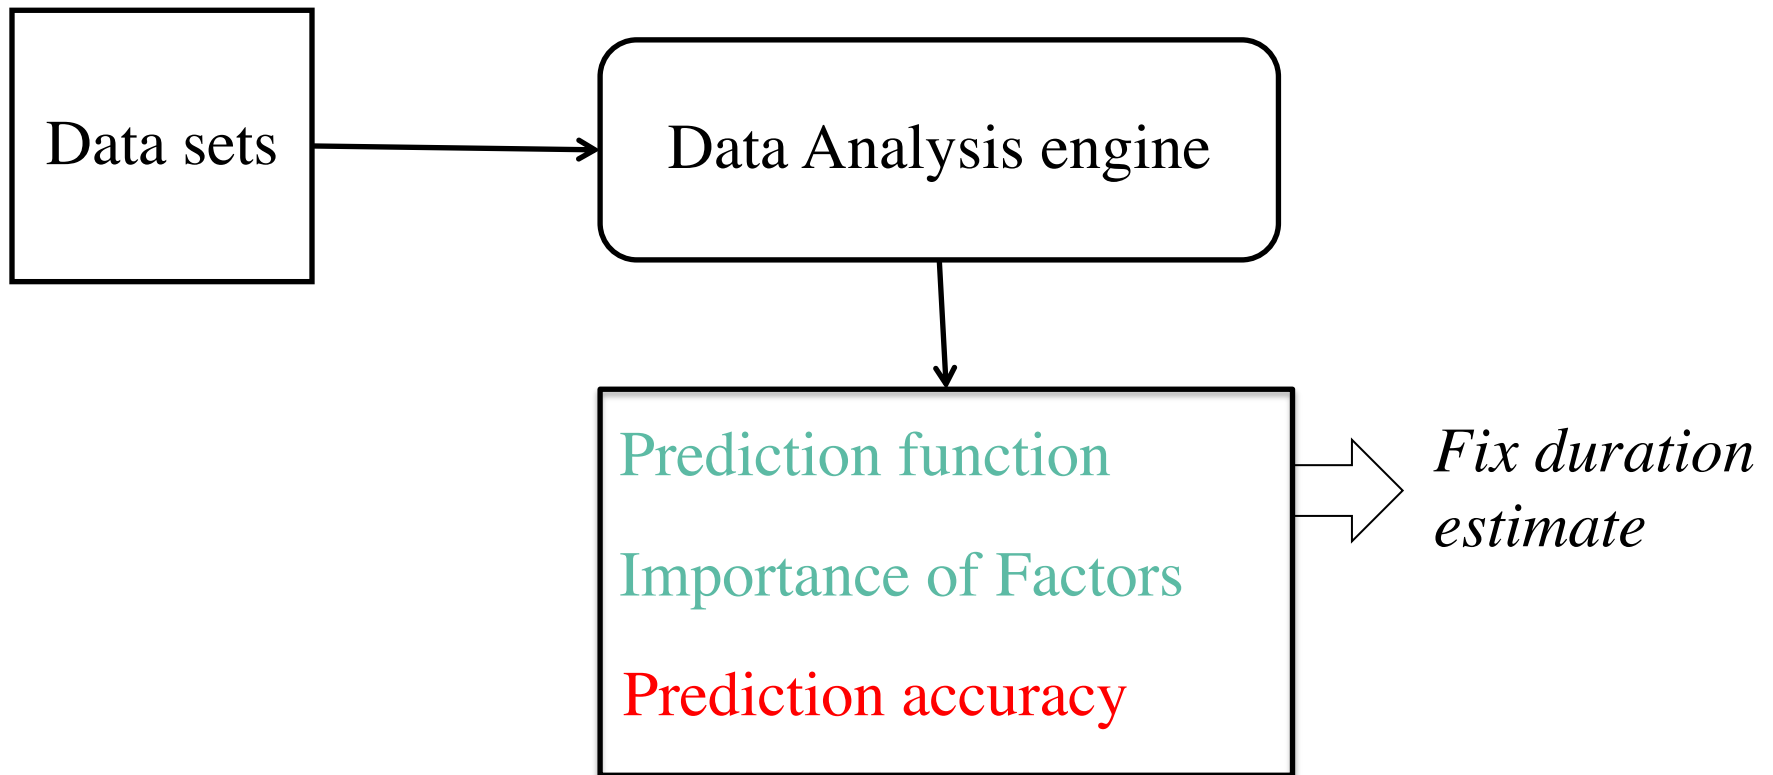 Data sets
Data Analysis engine
Prediction function
Importance of Factors
Prediction accuracy
Fix duration
estimate